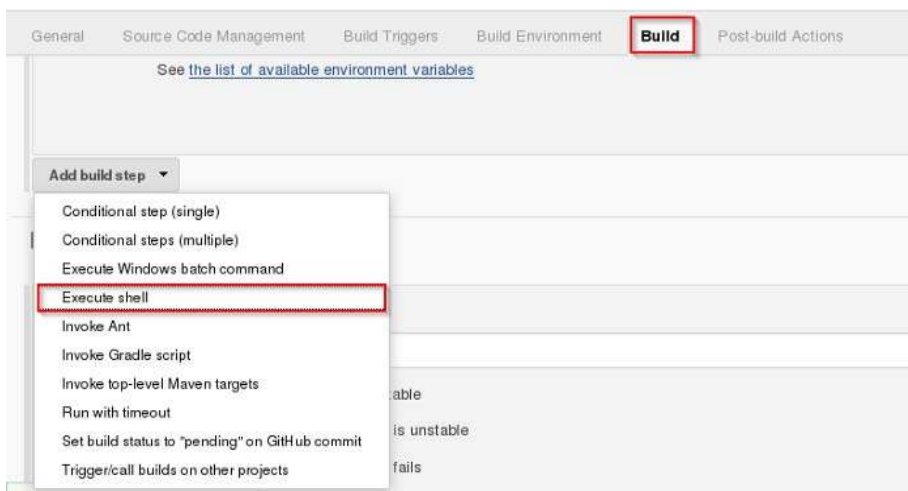 General Source Code Management Build Triggers Build Environment Build Post-build Actions
See the list of available environment variables
Add build step
Conditional step (single)
Conditional steps (multiple)
Execute Windows batch command
Execute shell
Invoke Ant
Invoke Gradle script
Invoke top-level Maven targets
able
Run with timeout
is unstable
Set build status to "pending" on GitHub commit
Trigger/call builds on other projects
fails